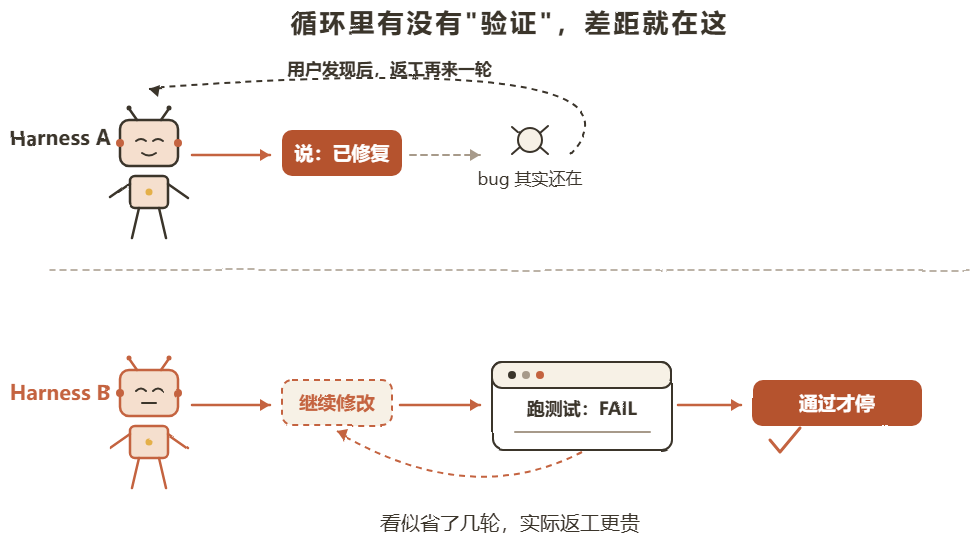 循环里有没有"验证"，差距就在这
用户发现后，返工再来一轮
Harness A
说：已修复
bug 其实还在
Harness B
继续修改
跑测试：FAIL
通过才停
看似省了几轮，实际返工更贵